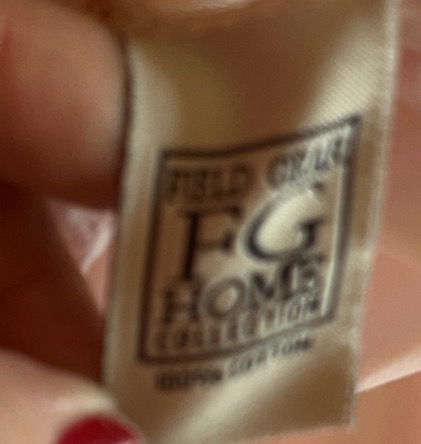 FIELD GEAR
FG
HOME
COLLECTION
100% COTTON